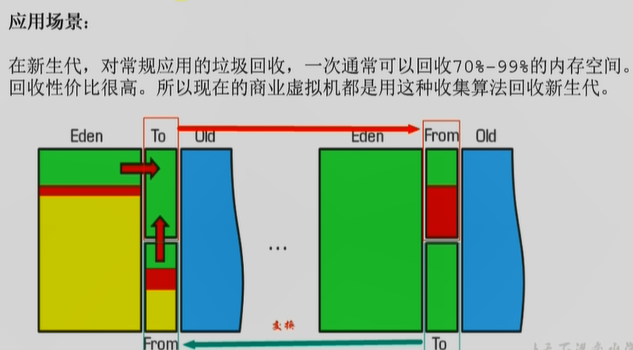 应用场景：
在新生代，对常规应用的垃圾回收，一次通常可以回收70%-99%的内存空间。
回收性价比很高。所以现在的商业虚拟机都是用这种收集算法回收新生代。
Eden To Old Eden From Old
...
交换
From To